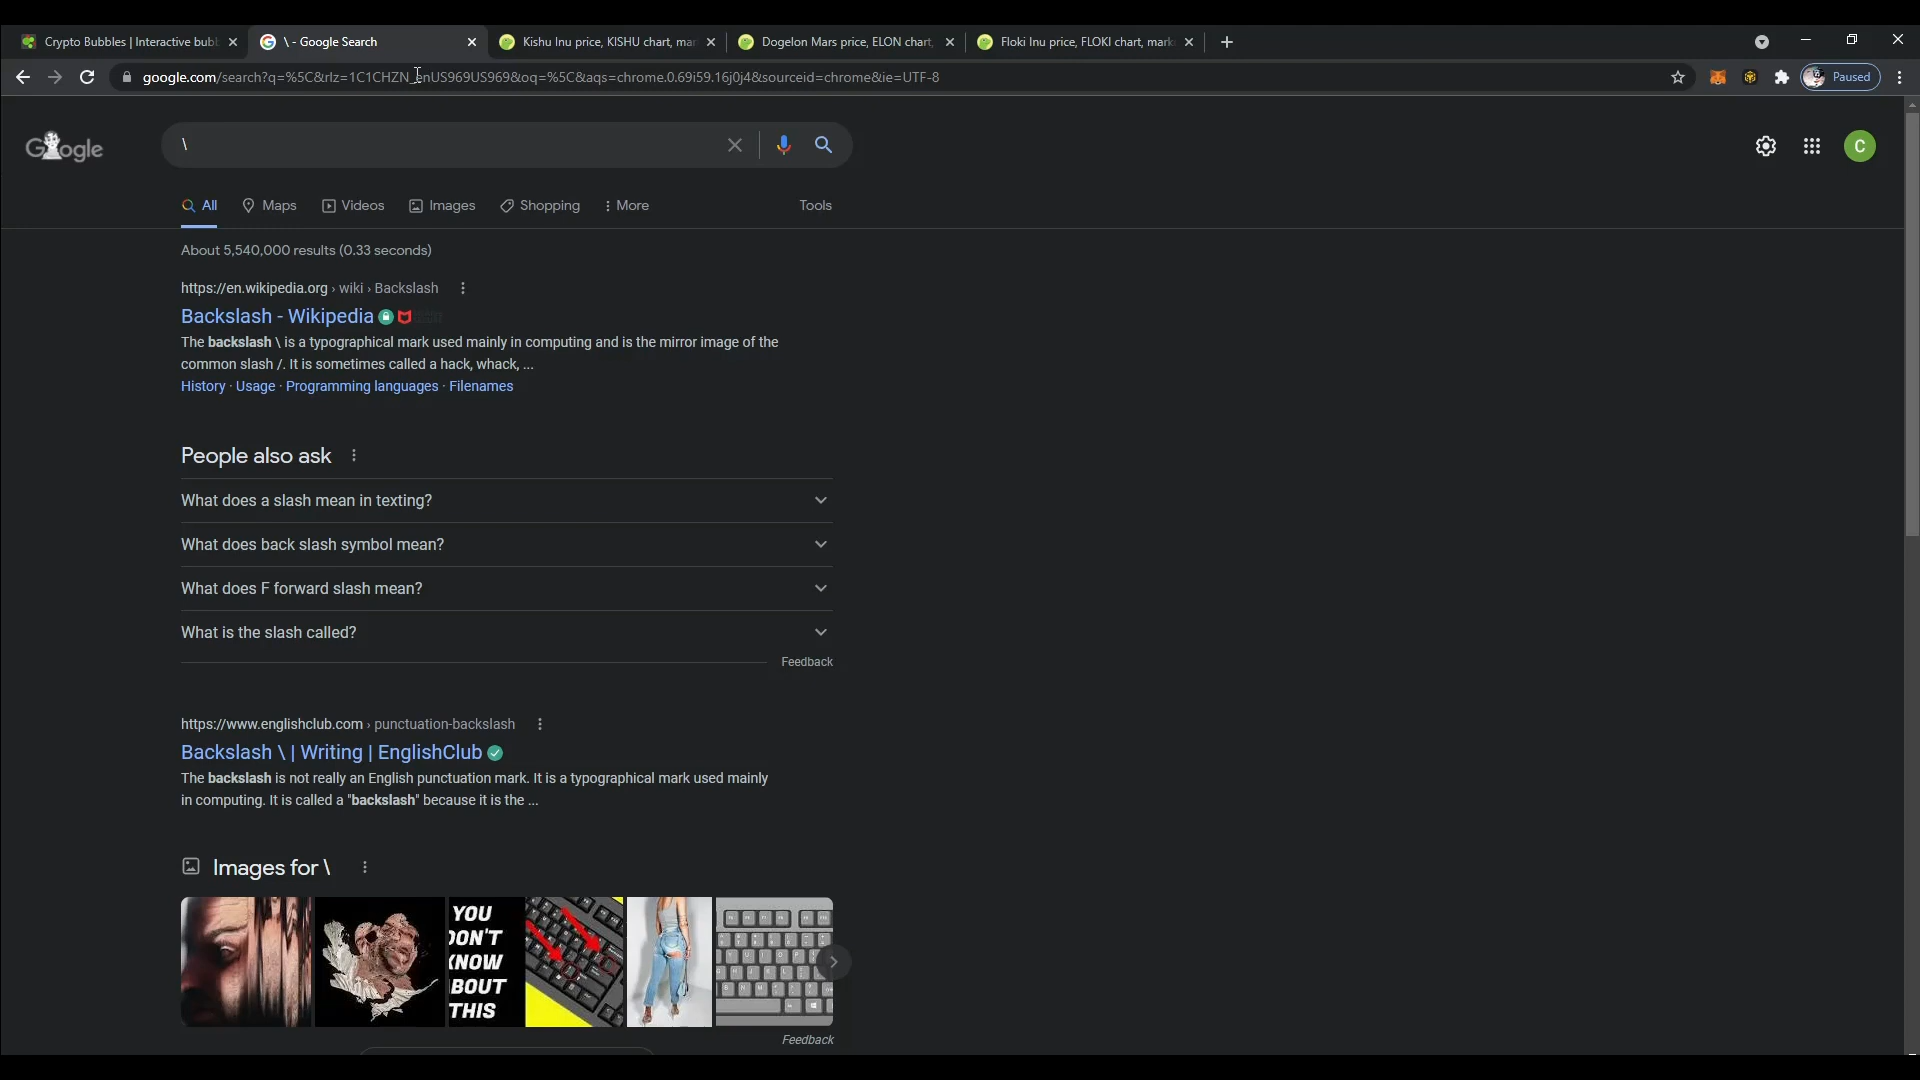 Crypto Bubbles | Interactive bubb
\ - Google Search
Kishu Inu price, KISHU chart, mar
Dogelon Mars price, ELON chart,
Floki Inu price, FLOKI chart, mark
google.com/search?q=%5C&rlz=1C1CHZN_enUS969US969&oq=%5C&aqs=chrome.0.69i59.16j0j4&sourceid=chrome&ie=UTF-8
Paused
Google
\
C
All
Maps
Videos
Images
Shopping
More
Tools
About 5,540,000 results (0.33 seconds)
https://en.wikipedia.org › wiki › Backslash
Backslash - Wikipedia
The backslash \ is a typographical mark used mainly in computing and is the mirror image of the
common slash /. It is sometimes called a hack, whack, ...
History · Usage · Programming languages · Filenames
People also ask
What does a slash mean in texting?
What does back slash symbol mean?
What does F forward slash mean?
What is the slash called?
Feedback
https://www.englishclub.com › punctuation-backslash
Backslash \ | Writing | EnglishClub
The backslash is not really an English punctuation mark. It is a typographical mark used mainly
in computing. It is called a "backslash" because it is the ...
Images for \
YOU
DON'T
KNOW
ABOUT
THIS
Feedback